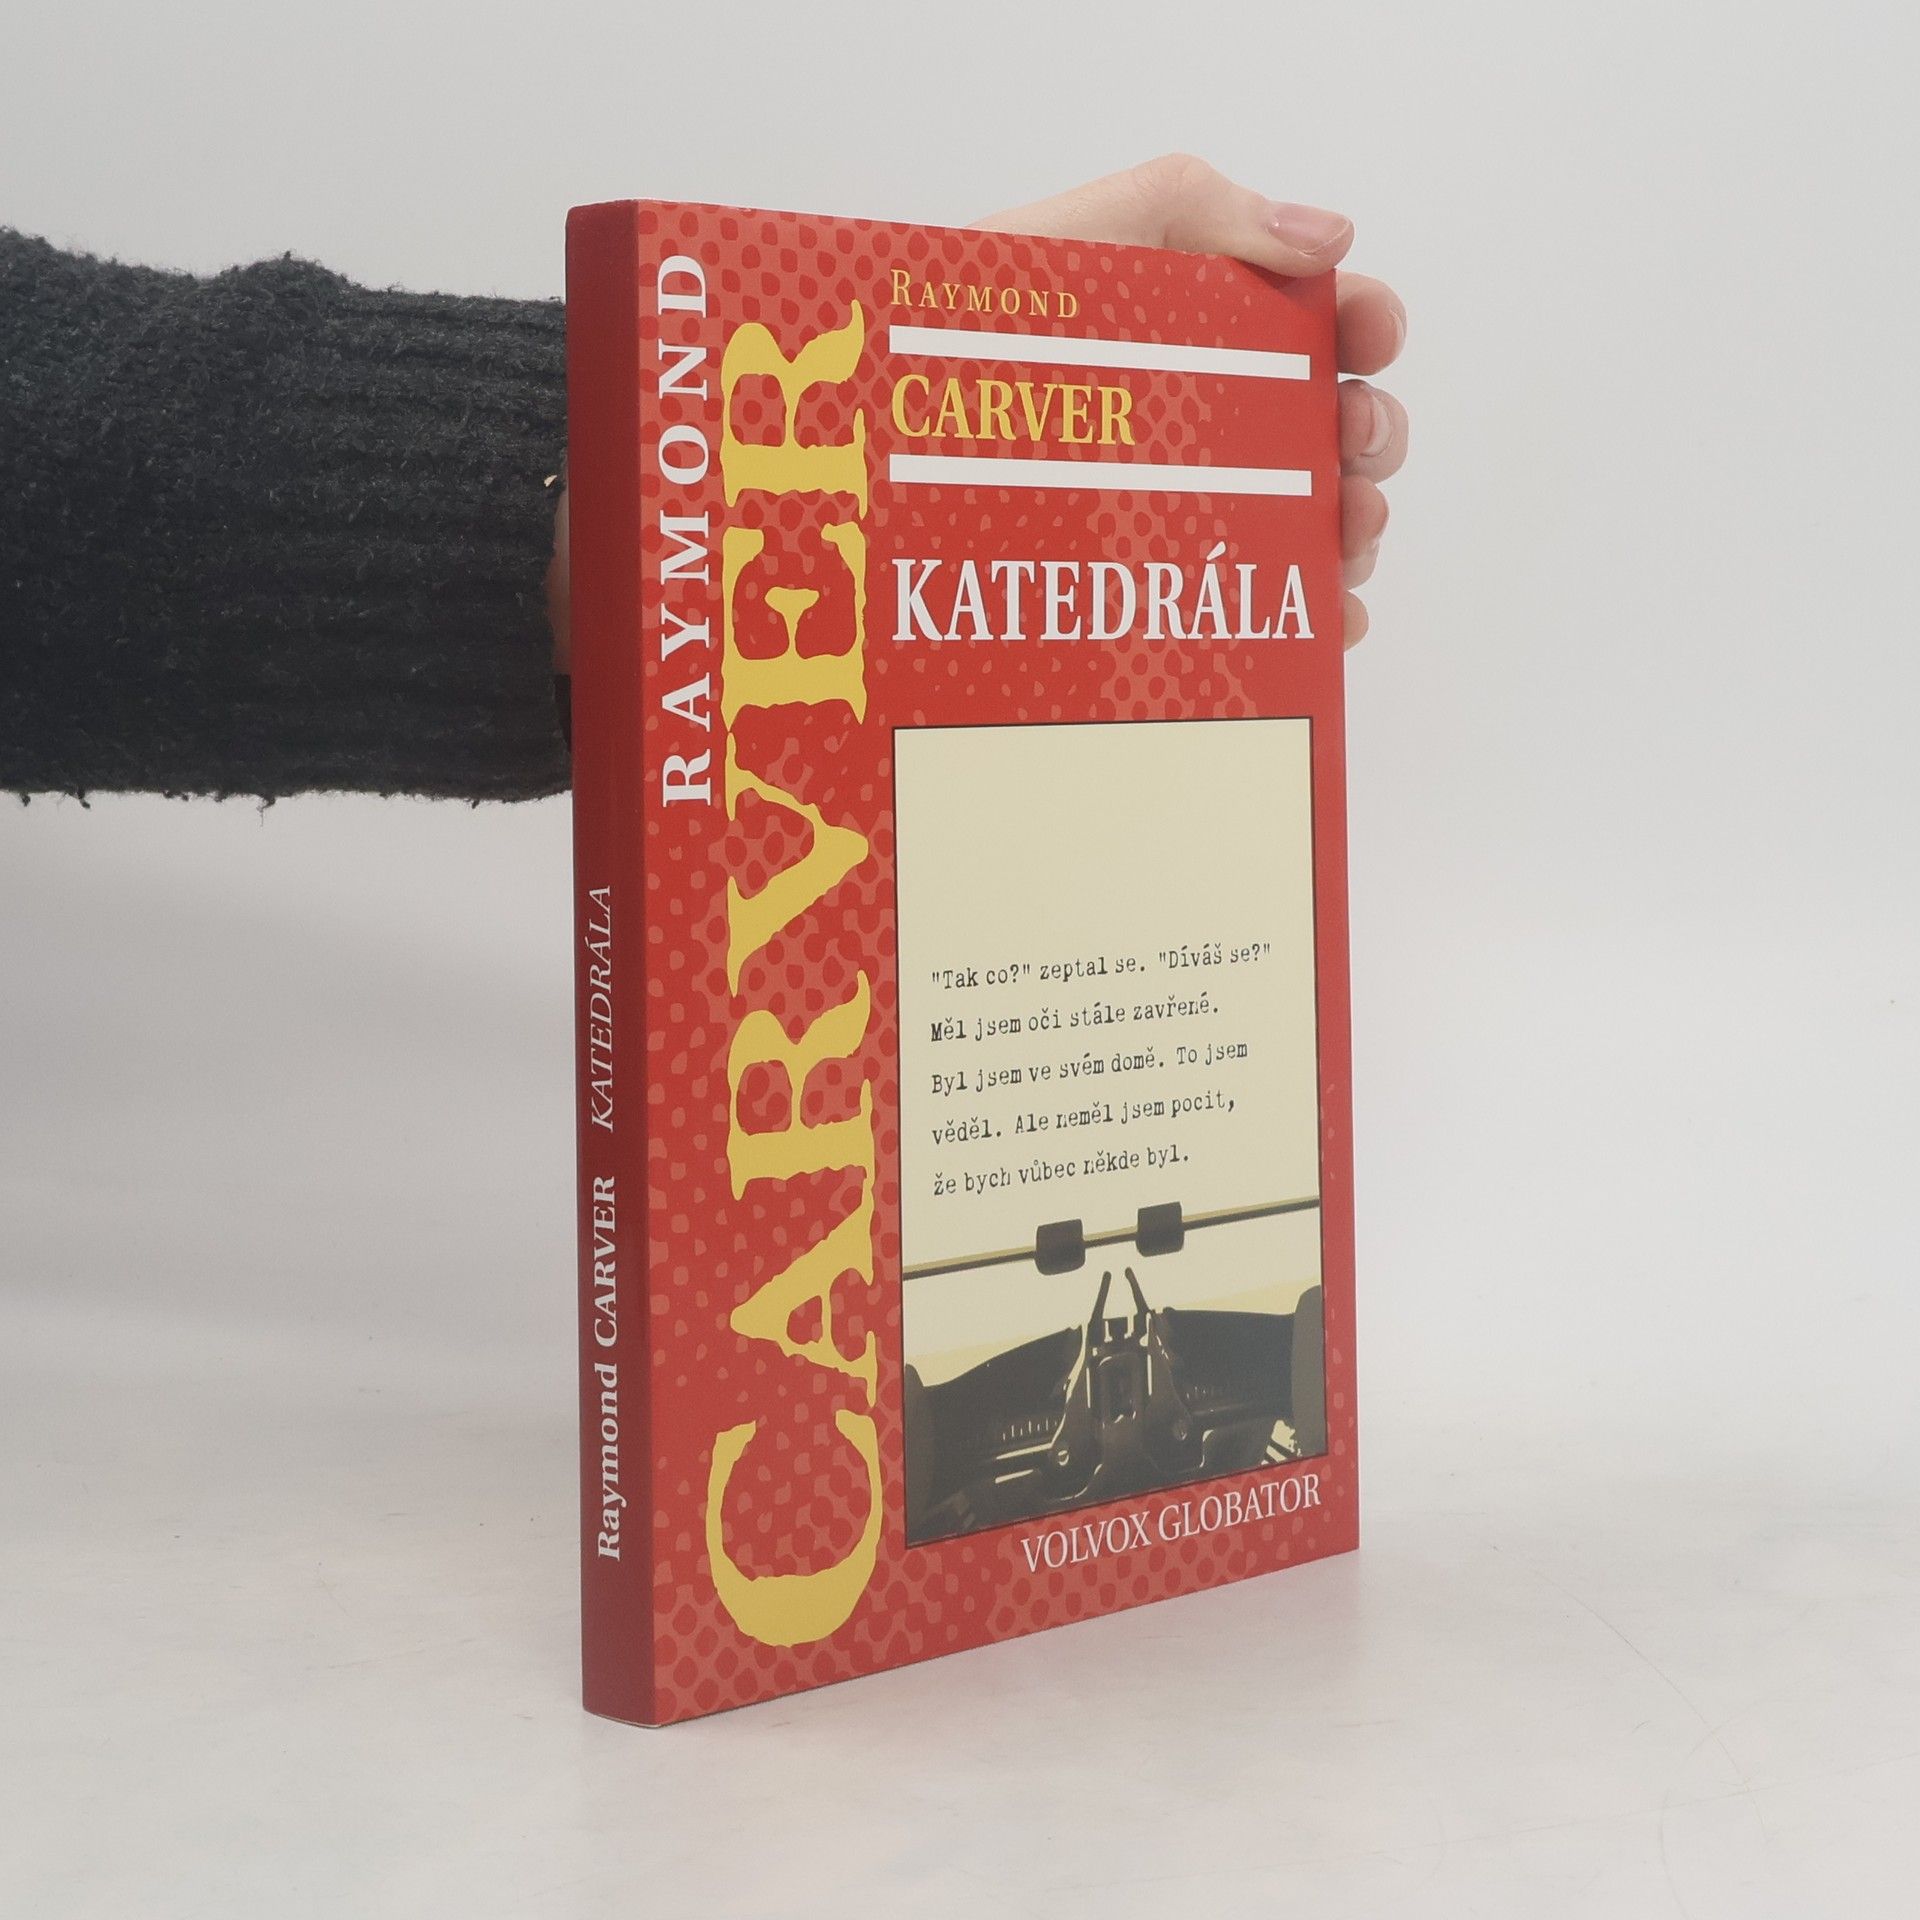 Raymond CARVER KATEDRÁLA
RAYMOND
CARVER
RAYMOND
CARVER
KATEDRÁLA
"Tak co?" zeptal se. "Díváš se?"
Měl jsem oči stále zavřené.
Byl jsem ve svém domě. To jsem
věděl. Ale neměl jsem pocit,
že bych vůbec někde byl.
VOLVOX GLOBATOR